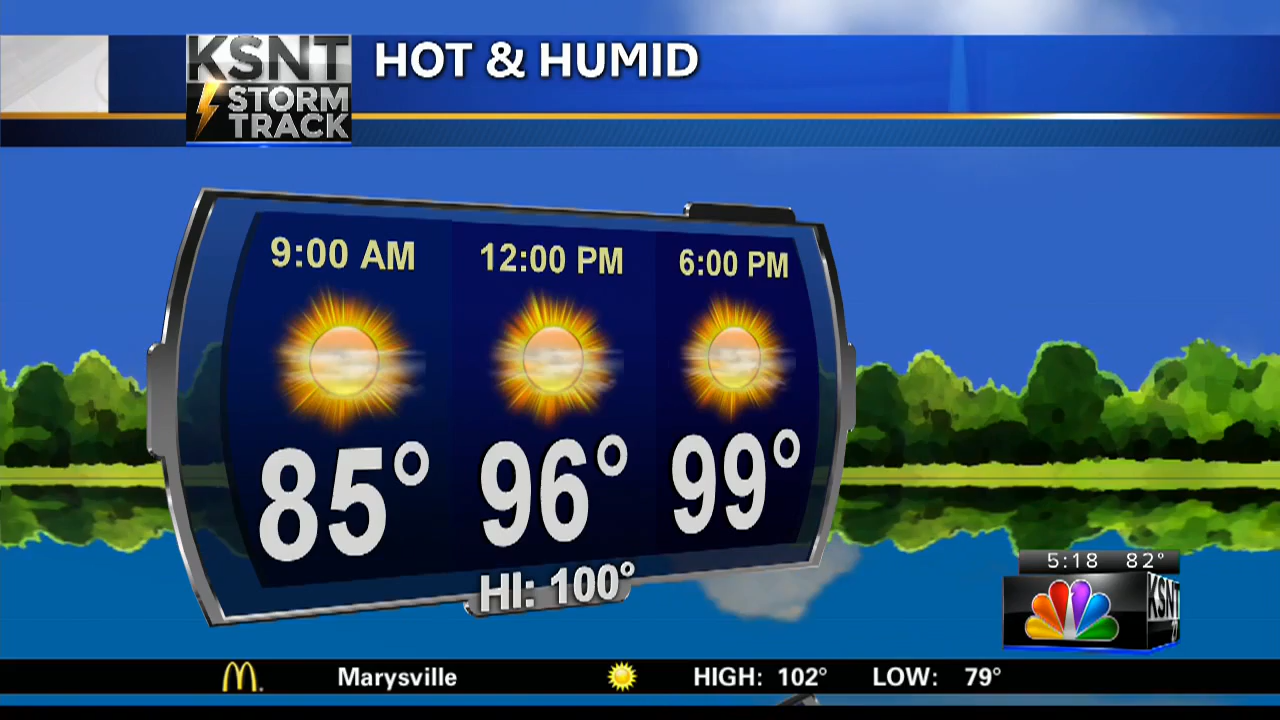 KSNT
STORM
TRACK
HOT & HUMID
9:00 AM 12:00 PM 6:00 PM
85° 96° 99°
HI: 100°
5:18 82°
KSNT
27
Marysville HIGH: 102° LOW: 79°